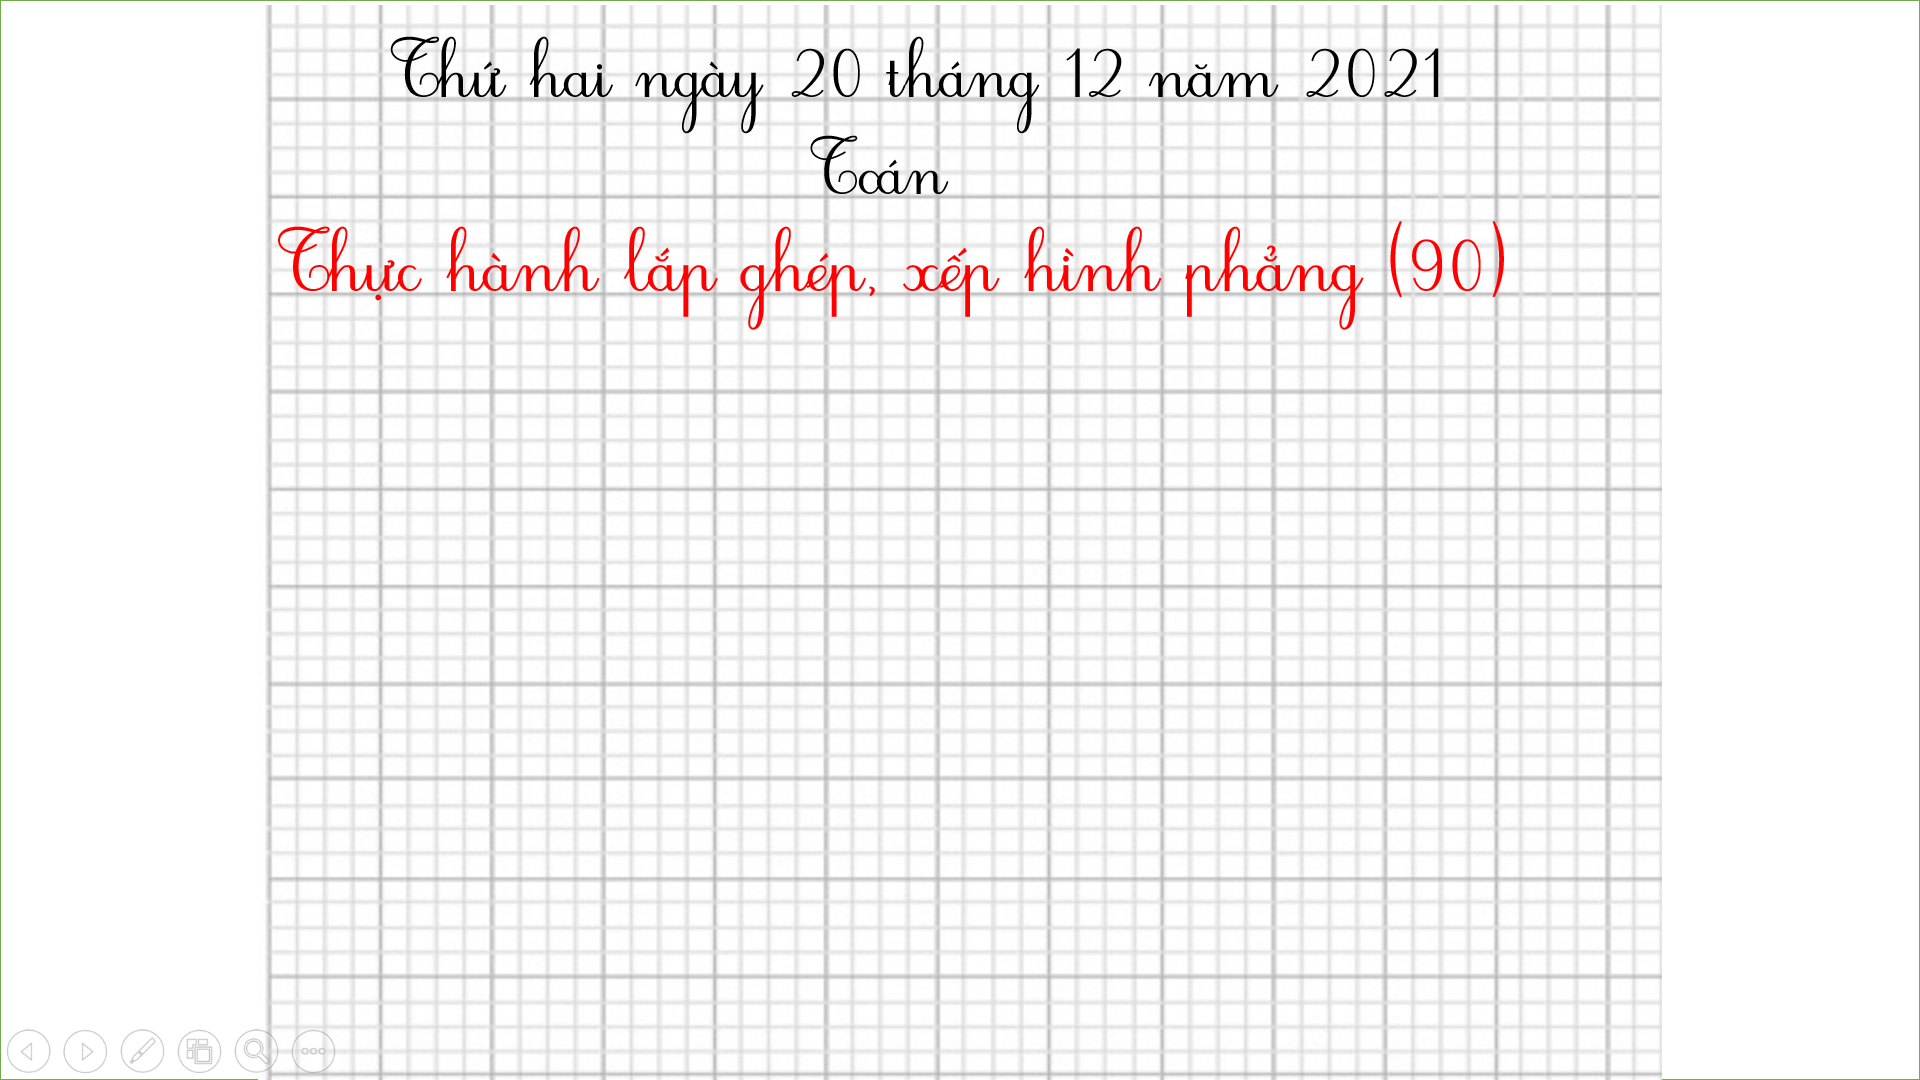 Thứ hai ngày 20 tháng 12 năm 2021
Toán
Thực hành lắp ghép, xếp hình phẳng (90)